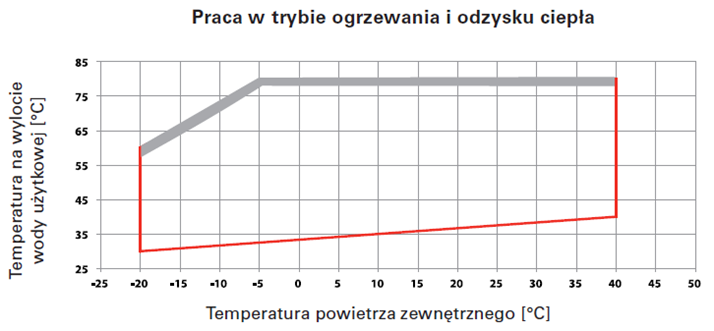 Praca w trybie ogrzewania i odzysku ciepła
Temperatura na wylocie
wody użytkowej [°C]
85
75
65
55
45
35
25
-25 -20 -15 -10 -5 0 5 10 15 20 25 30 35 40 45 50
Temperatura powietrza zewnętrznego [°C]